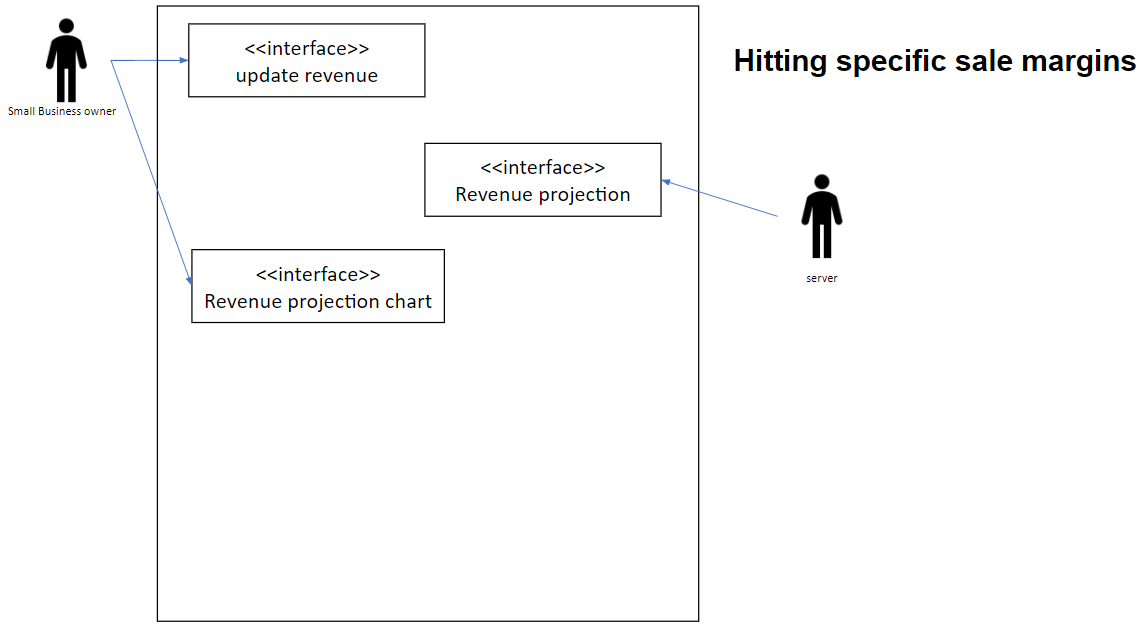 <<interface>>
update revenue
Hitting specific sale margins
Small Business owner
<<interface>>
Revenue projection
<<interface>>
Revenue projection chart
server